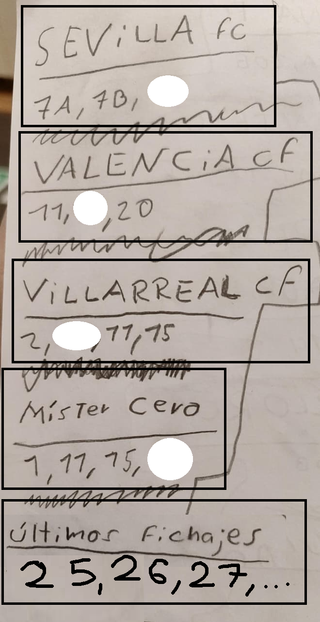 SEVILLA FC
7A, 7B,
VALENCIA CF
11, ,20
VILLARREAL CF
2, ,11,15
Míster Cero
1, 11, 15,
Últimos fichajes
25,26,27,...